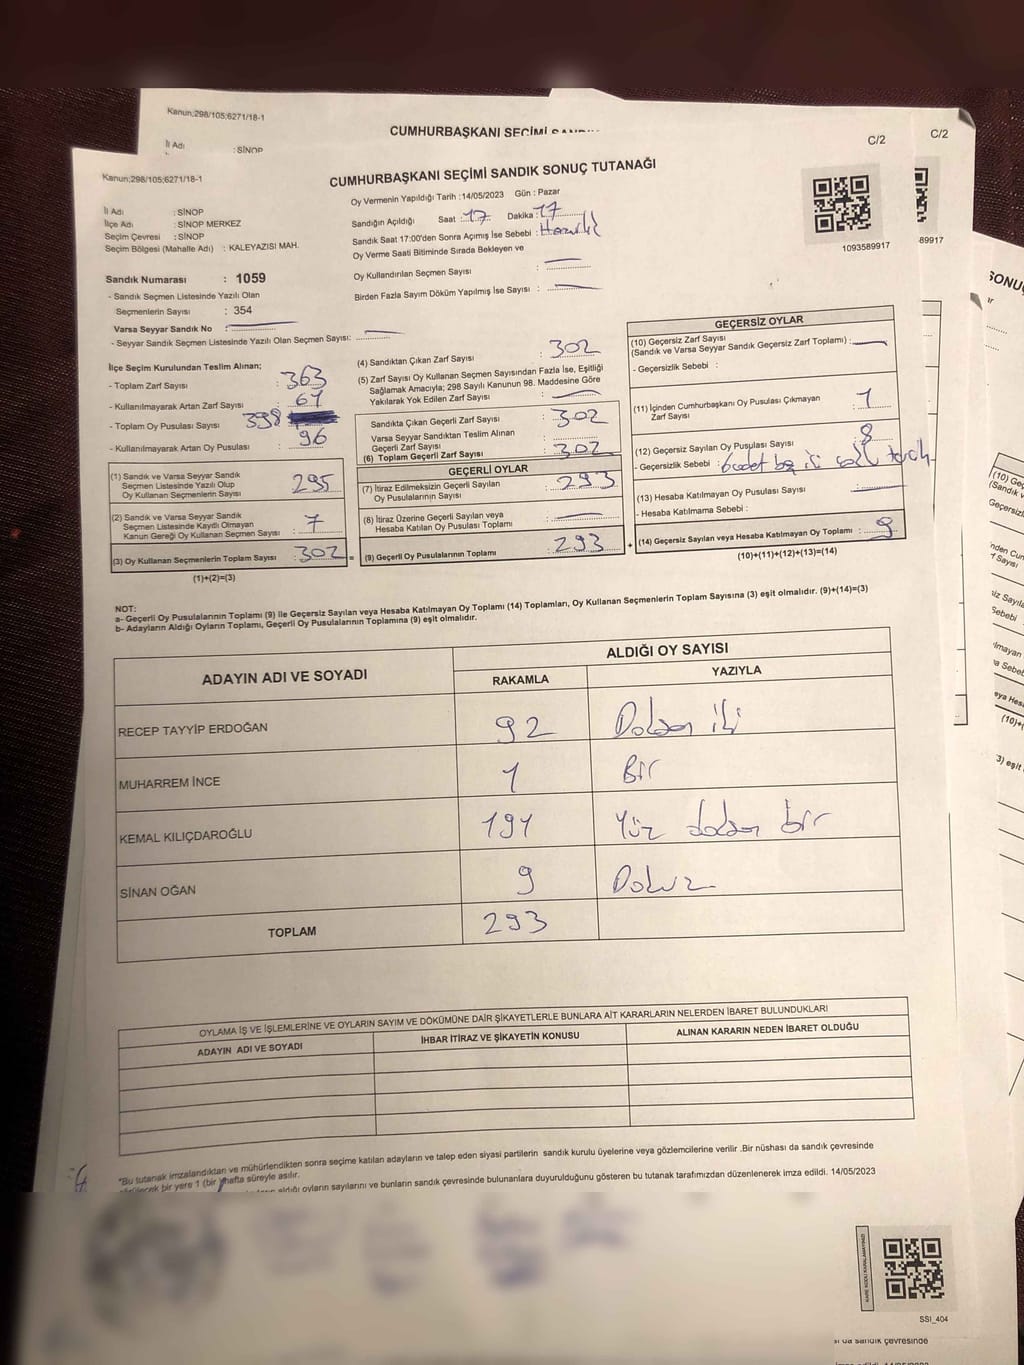 Kanun;298/105;6271/18-1
CUMHURBAŞKANI SEÇİMİ
C/2
C/2
İl Adı : SİNOP
89917
Kanun;298/105;6271/18-1
CUMHURBAŞKANI SEÇİMİ SANDIK SONUÇ TUTANAĞI
1093589917
İl Adı : SİNOP
İlçe Adı : SİNOP MERKEZ
Seçim Çevresi : SİNOP
Seçim Bölgesi (Mahalle Adı) : KALEYAZISI MAH.
Sandık Numarası : 1059
- Sandık Seçmen Listesinde Yazılı Olan
Seçmenlerin Sayısı : 354
Varsa Seyyar Sandık No :
- Seyyar Sandık Seçmen Listesinde Yazılı Olan Seçmen Sayısı:
Oy Vermenin Yapıldığı Tarih :14/05/2023 Gün : Pazar
Sandığın Açıldığı Saat : 17 Dakika : 17
Sandık Saat 17:00'den Sonra Açımış İse Sebebi :
Oy Verme Saati Bitiminde Sırada Bekleyen ve
Oy Kullandırılan Seçmen Sayısı :
Birden Fazla Sayım Döküm Yapılmış İse Sayısı :
İlçe Seçim Kurulundan Teslim Alınan;
- Toplam Zarf Sayısı : 363
- Kullanılmayarak Artan Zarf Sayısı : 61
- Toplam Oy Pusulası Sayısı 398
- Kullanılmayarak Artan Oy Pusulası : 96
(1) Sandık ve Varsa Seyyar Sandık
Seçmen Listesinde Yazılı Olup
Oy Kullanan Seçmenlerin Sayısı : 295
(2) Sandık ve Varsa Seyyar Sandık
Seçmen Listesinde Kayıtlı Olmayan
Kanun Gereği Oy Kullanan Seçmen Sayısı : 7
(3) Oy Kullanan Seçmenlerin Toplam Sayısı : 302 =
(1)+(2)=(3)
(4) Sandıktan Çıkan Zarf Sayısı : 302
(5) Zarf Sayısı Oy Kullanan Seçmen Sayısından Fazla İse, Eşitliği
Sağlamak Amacıyla; 298 Sayılı Kanunun 98. Maddesine Göre
Yakılarak Yok Edilen Zarf Sayısı :
Sandıkta Çıkan Geçerli Zarf Sayısı : 302
Varsa Seyyar Sandıktan Teslim Alınan
Geçerli Zarf Sayısı :
(6) Toplam Geçerli Zarf Sayısı : 302
GEÇERLİ OYLAR
(7) İtiraz Edilmeksizin Geçerli Sayılan
Oy Pusulalarının Sayısı : 293
(8) İtiraz Üzerine Geçerli Sayılan veya
Hesaba Katılan Oy Pusulası Toplamı :
(9) Geçerli Oy Pusulalarının Toplamı : 293 +
GEÇERSİZ OYLAR
(10) Geçersiz Zarf Sayısı
(Sandık ve Varsa Seyyar Sandık Geçersiz Zarf Toplamı) :
- Geçersizlik Sebebi :
(11) İçinden Cumhurbaşkanı Oy Pusulası Çıkmayan
Zarf Sayısı : 1
(12) Geçersiz Sayılan Oy Pusulası Sayısı : 8
- Geçersizlik Sebebi :
(13) Hesaba Katılmayan Oy Pusulası Sayısı :
- Hesaba Katılmama Sebebi :
(14) Geçersiz Sayılan veya Hesaba Katılmayan Oy Toplamı : 9
(10)+(11)+(12)+(13)=(14)
NOT:
a- Geçerli Oy Pusulalarının Toplamı (9) ile Geçersiz Sayılan veya Hesaba Katılmayan Oy Toplamı (14) Toplamları, Oy Kullanan Seçmenlerin Toplam Sayısına (3) eşit olmalıdır. (9)+(14)=(3)
b- Adayların Aldığı Oyların Toplamı, Geçerli Oy Pusulalarının Toplamına (9) eşit olmalıdır.
ADAYIN ADI VE SOYADI
ALDIĞI OY SAYISI
RAKAMLA
YAZIYLA
RECEP TAYYİP ERDOĞAN 92 Doksan iki
MUHARREM İNCE 1 Bir
KEMAL KILIÇDAROĞLU 191 Yüz doksan bir
SİNAN OĞAN 9 Dokuz
TOPLAM 293
OYLAMA İŞ VE İŞLEMLERİNE VE OYLARIN SAYIM VE DÖKÜMÜNE DAİR ŞİKAYETLERLE BUNLARA AİT KARARLARIN NELERDEN İBARET BULUNDUKLARI
ADAYIN ADI VE SOYADI
İHBAR İTİRAZ VE ŞİKAYETİN KONUSU
ALINAN KARARIN NEDEN İBARET OLDUĞU
"Bu tutanak imzalandıktan ve mühürlendikten sonra seçime katılan adayların ve talep eden siyasi partilerin sandık kurulu üyelerine veya gözlemcilerine verilir .Bir nüshası da sandık çevresinde
bir yere 1 (bir) hafta süreyle asılır.
aldığı oyların sayılarını ve bunların sandık çevresinde bulunanlara duyurulduğunu gösteren bu tutanak tarafımızdan düzenlenerek imza edildi. 14/05/2023
SSI_404
sandık çevresinde